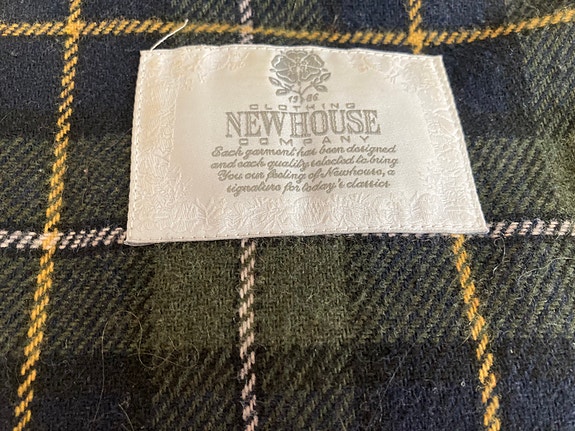 1986
CLOTHING
NEWHOUSE
COMPANY
Each garment has been designed
and each quality selected to bring
You our feeling of Newhouse, a
signature for today's classics